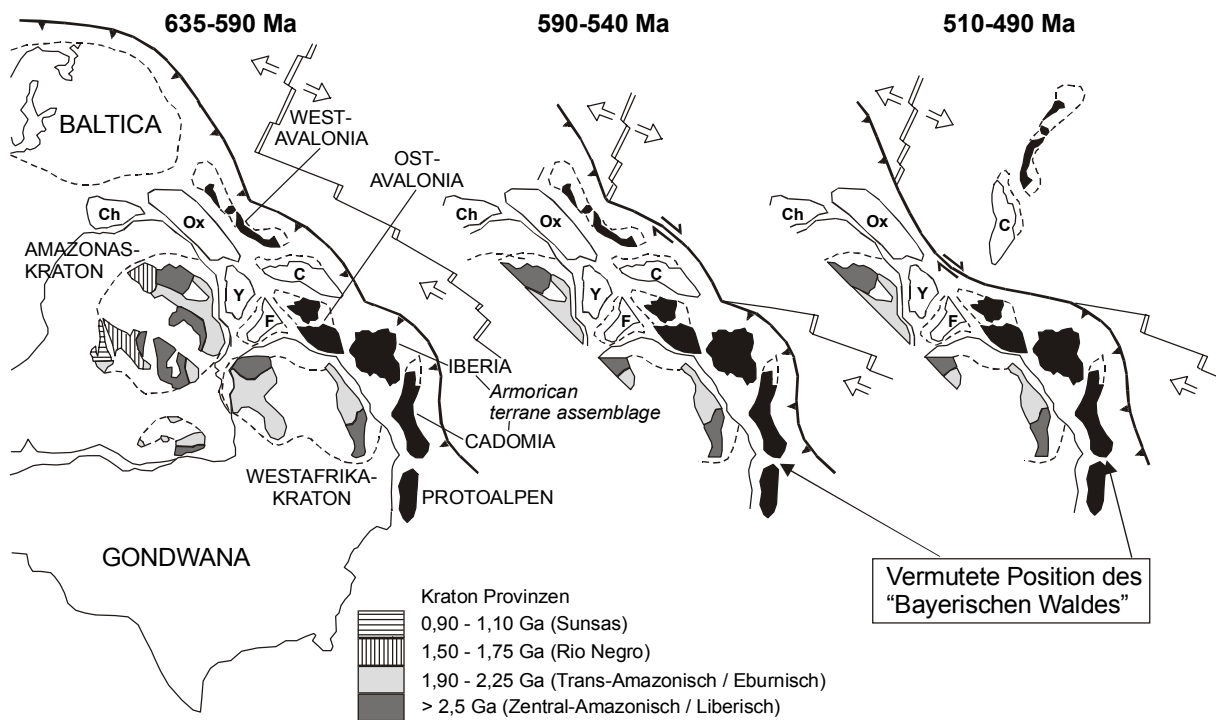 635-590 Ma
590-540 Ma
510-490 Ma
BALTICA
WEST-
AVALONIA
OST-
AVALONIA
Ch
Ox
AMAZONAS-
KRATON
Y
C
F
IBERIA
Armorican
terrane assemblage
CADOMIA
WESTAFRIKA-
KRATON
PROTOALPEN
GONDWANA
Ch
Ox
Y
C
F
Ch
Ox
C
Y
F
Vermutete Position des
“Bayerischen Waldes”
Kraton Provinzen
0,90 - 1,10 Ga (Sunsas)
1,50 - 1,75 Ga (Rio Negro)
1,90 - 2,25 Ga (Trans-Amazonisch / Eburnisch)
> 2,5 Ga (Zentral-Amazonisch / Liberisch)